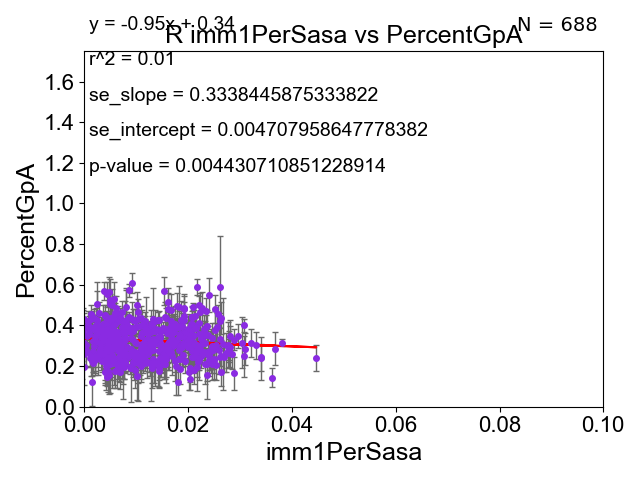 y = -0.95x + 0.34
N = 688
R imm1PerSasa vs PercentGpA
r^2 = 0.01
se_slope = 0.3338445875333822
se_intercept = 0.004707958647778382
p-value = 0.004430710851228914
1.6
1.4
1.2
1.0
0.8
0.6
0.4
0.2
0.0
PercentGpA
0.00 0.02 0.04 0.06 0.08 0.10
imm1PerSasa